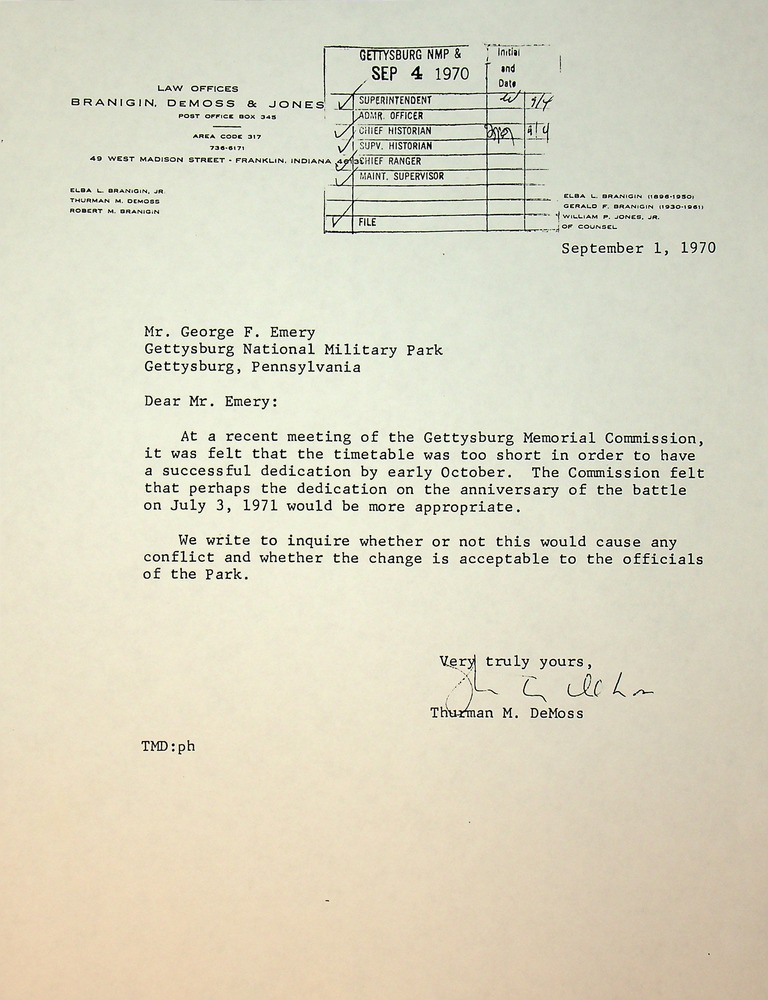 GETTYSBURG NMP &
SEP 4 1970
Initial
and
Date
SUPERINTENDENT
9/4
ADMR. OFFICER
CHIEF HISTORIAN
9/4
SUPV. HISTORIAN
CHIEF RANGER
MAINT. SUPERVISOR
FILE
LAW OFFICES
BRANIGIN, DEMOSS & JONES
POST OFFICE BOX 345
AREA CODE 317
736-6171
49 WEST MADISON STREET - FRANKLIN, INDIANA
ELBA L. BRANIGIN, JR.
THURMAN M. DEMOSS
ROBERT M. BRANIGIN
ELBA L. BRANIGIN (1896-1950)
GERALD F. BRANIGIN (1930-1961)
WILLIAM P. JONES, JR.
OF COUNSEL
September 1, 1970
Mr. George F. Emery
Gettysburg National Military Park
Gettysburg, Pennsylvania
Dear Mr. Emery:
At a recent meeting of the Gettysburg Memorial Commission,
it was felt that the timetable was too short in order to have
a successful dedication by early October. The Commission felt
that perhaps the dedication on the anniversary of the battle
on July 3, 1971 would be more appropriate.
We write to inquire whether or not this would cause any
conflict and whether the change is acceptable to the officials
of the Park.
Very truly yours,
Thurman M. DeMoss
TMD:ph